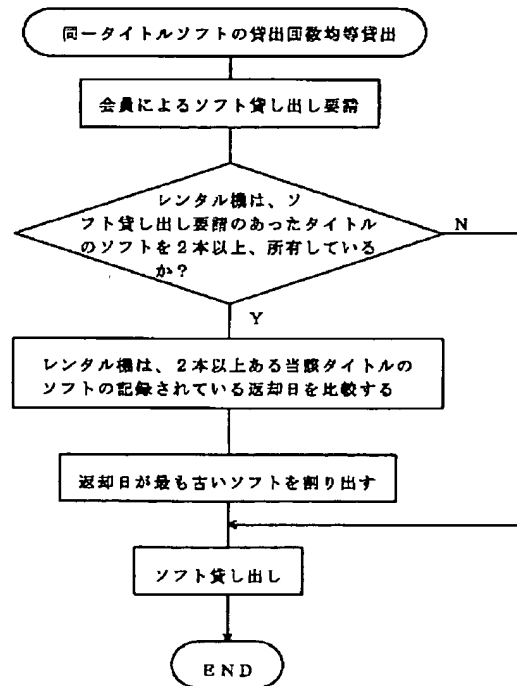 同一タイトルソフトの貸出回数均等貸出
会員によるソフト貸し出し要請
レンタル機は、ソ
フト貸し出し要請のあったタイトル
のソフトを2本以上、所有している
か?
N
Y
レンタル機は、2本以上ある当該タイトルの
ソフトの記録されている返却日を比較する
返却日が最も古いソフトを割り出す
ソフト貸し出し
END